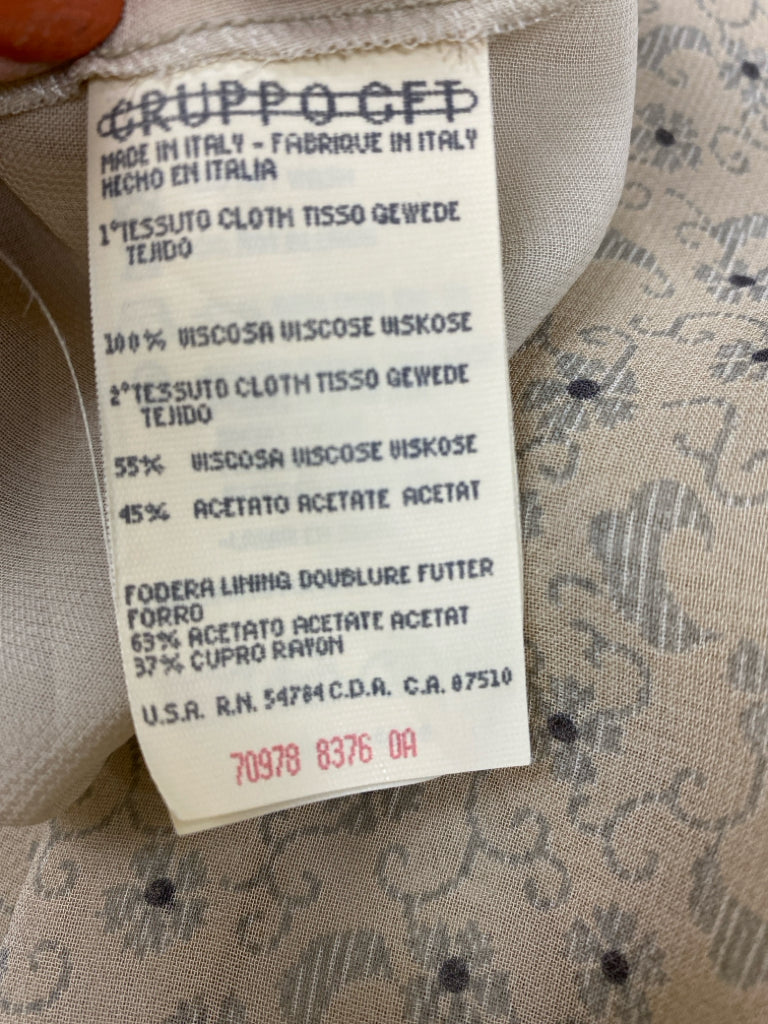 GRUPPO GFT
MADE IN ITALY - FABRIQUE IN ITALY
HECHO EN ITALIA
1°TESSUTO CLOTH TISSO GEWEDE
TEJIDO
100% VISCOSA VISCOSE VISKOSE
2°TESSUTO CLOTH TISSO GEWEDE
TEJIDO
55% VISCOSA VISCOSE VISKOSE
45% ACETATO ACETATE ACETAT
FODERA LINING DOUBLURE FUTTER
FORRO
63% ACETATO ACETATE ACETAT
37% CUPRO RAYON
U.S.A. R.N. 54784 C.D.A. C.A. 07510
70978 8376 0A